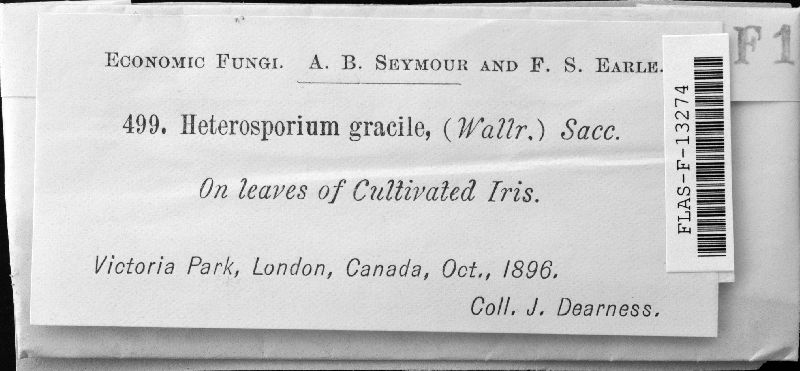 Economic Fungi. A. B. Seymour and F. S. Earle.
499. Heterosporium gracile, (Wallr.) Sacc.
On leaves of Cultivated Iris.
Victoria Park, London, Canada, Oct., 1896.
Coll. J. Dearness.
FLAS-F-13274
F1